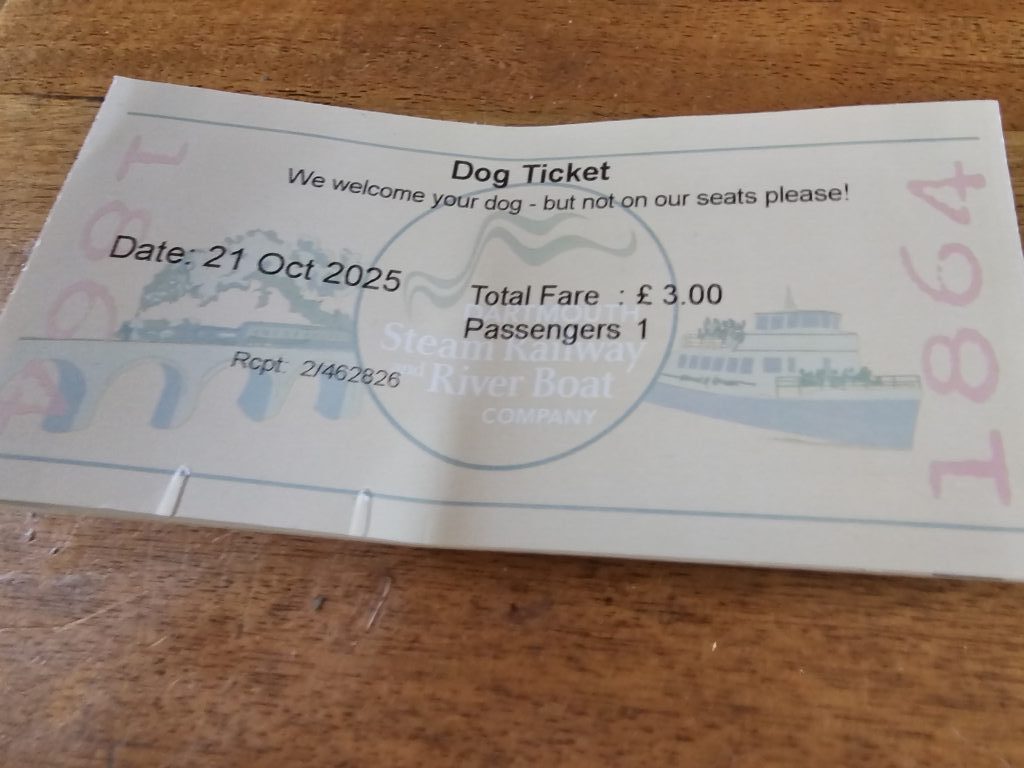 Dog Ticket
We welcome your dog - but not on our seats please!
Date: 21 Oct 2025
Total Fare : £ 3.00
Passengers 1
Rcpt: 2/462826
DARTMOUTH
Steam Railway
and River Boat
COMPANY
1864